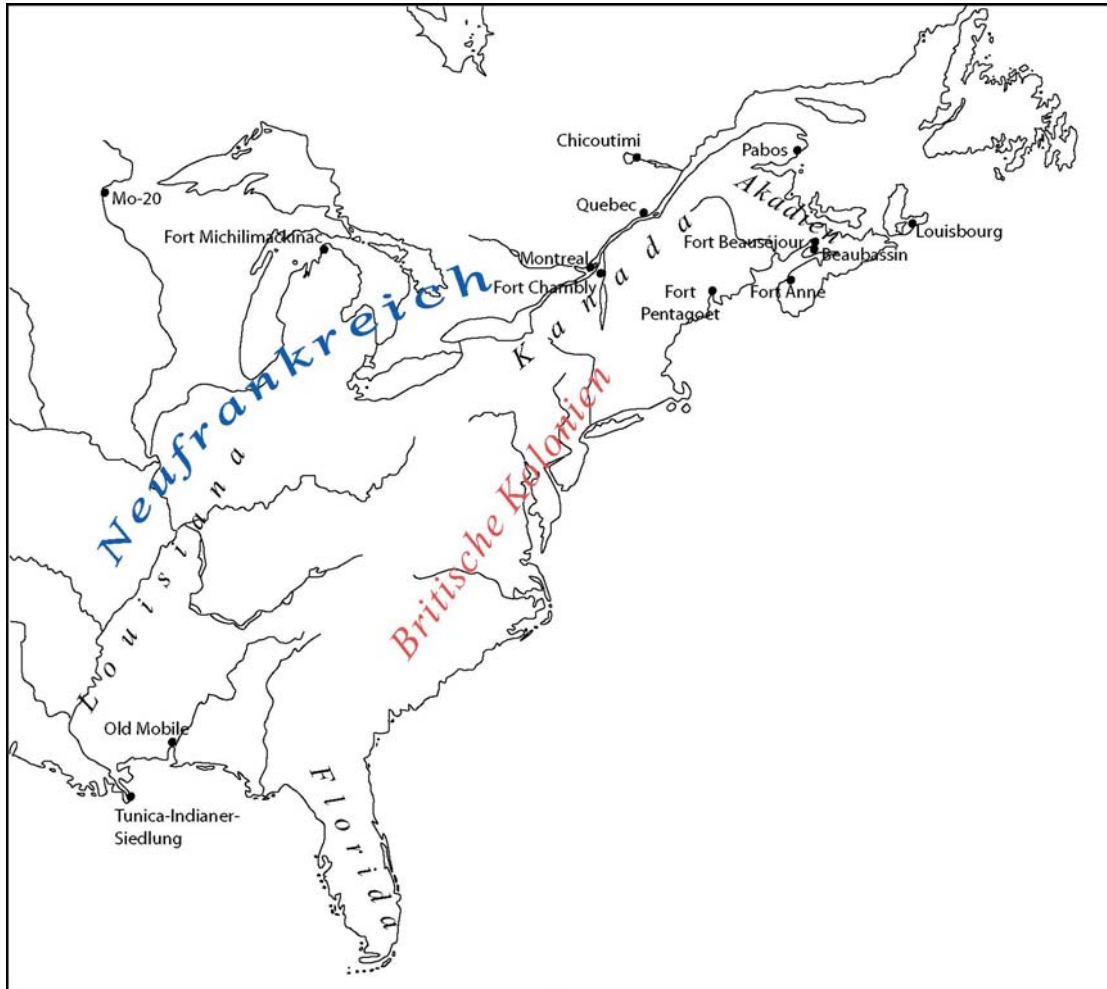 Chicoutimi
Pabos
Mo-20
Quebec
Akadien
Louisbourg
Fort Michilimackinac
Fort Beauséjour
Beaubassin
Montreal
Fort Chambly
Fort
Pentagoët
Fort Anne
Kanada
Neufrankreich
Britische Kolonien
Louisiana
Old Mobile
Tunica-Indianer-
Siedlung
Florida